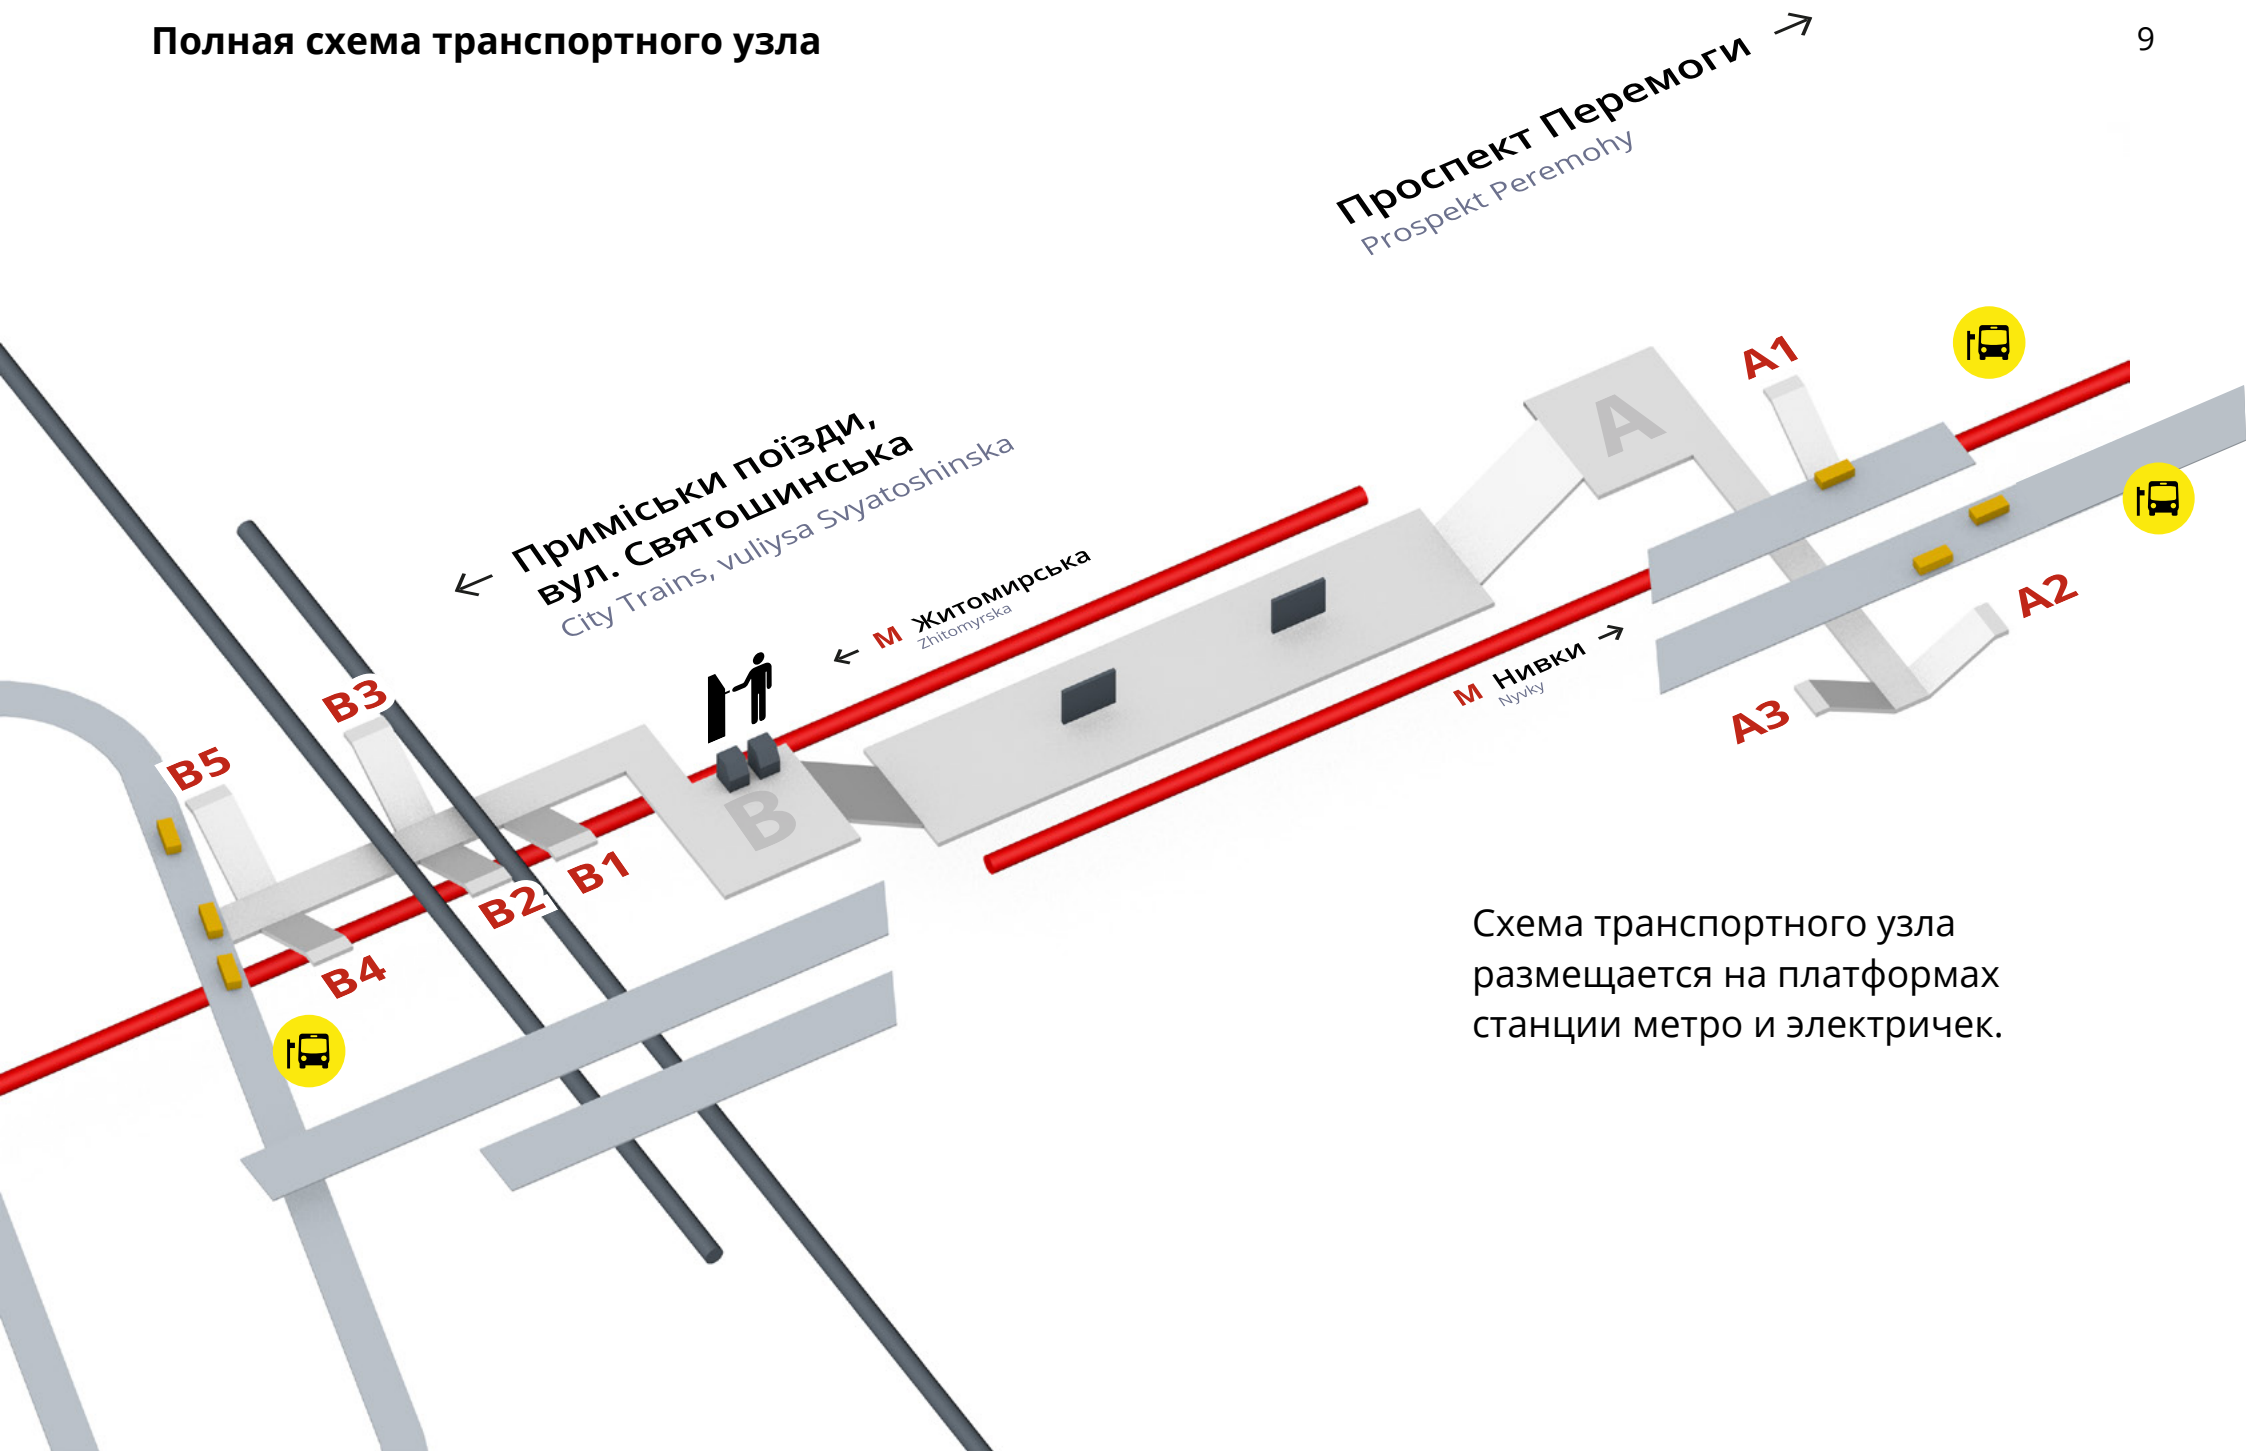 Полная схема транспортного узла
9
Проспект Перемоги →
Prospekt Peremohy
Приміськи поїзди,
← вул. Святошинська
City Trains, vuliysa Svyatoshinska
← М Житомирська
Zhitomyrska
М Нивки →
Nyvky
A
A1
A2
A3
B
B3
B5
B1
B2
B4
Схема транспортного узла
размещается на платформах
станции метро и электричек.